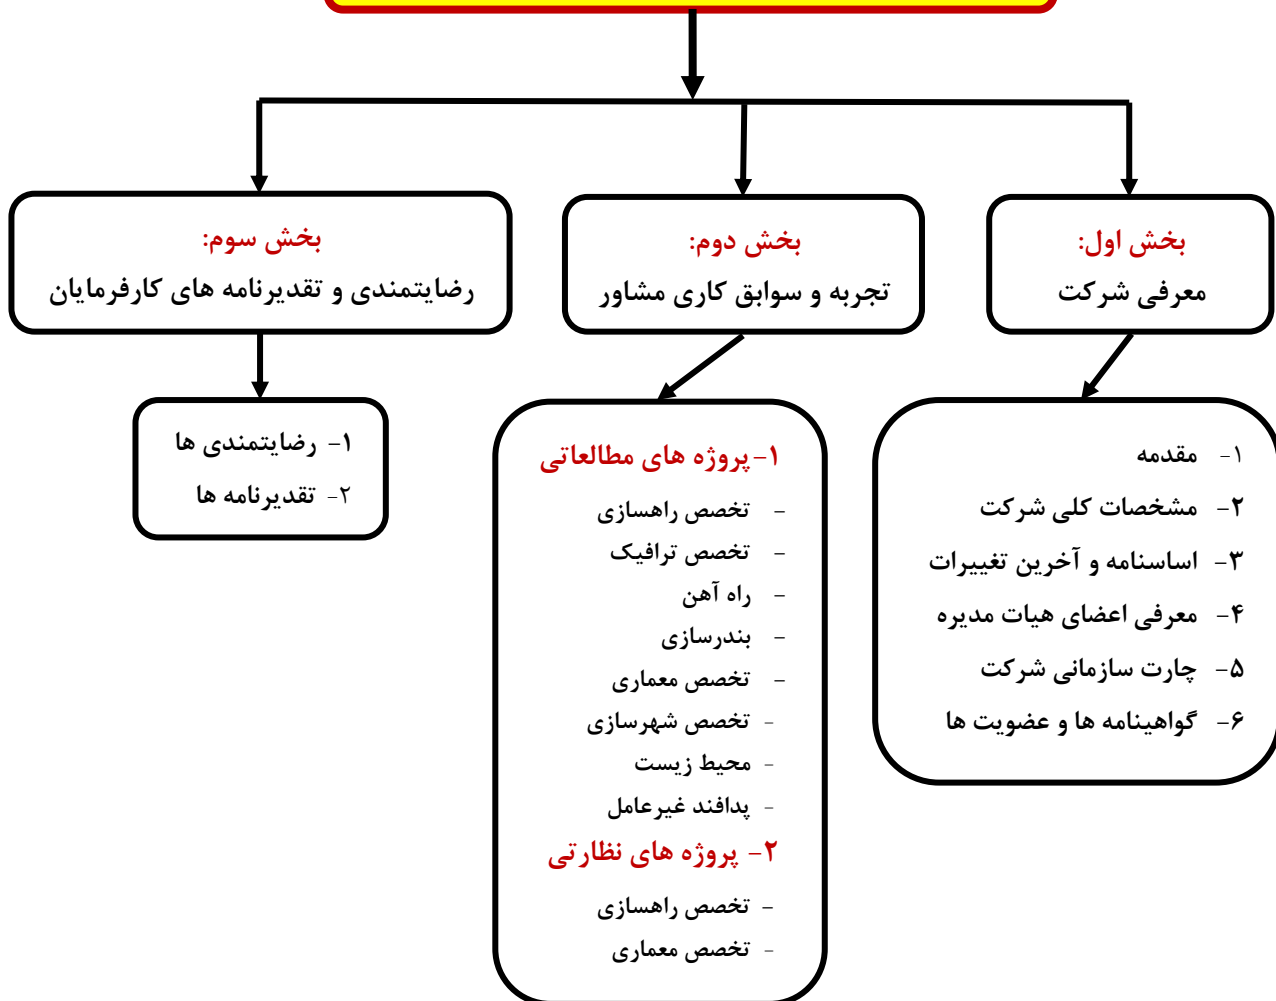 بخش اول:
معرفی شرکت
۱- مقدمه
۲- مشخصات کلی شرکت
۳- اساسنامه و آخرین تغییرات
۴- معرفی اعضای هیات مدیره
۵- چارت سازمانی شرکت
۶- گواهینامه ها و عضویت ها
بخش دوم:
تجربه و سوابق کاری مشاور
۱-پروژه های مطالعاتی
- تخصص راهسازی
- تخصص ترافیک
- راه آهن
- بندرسازی
- تخصص معماری
- تخصص شهرسازی
- محیط زیست
- پدافند غیرعامل
۲- پروژه های نظارتی
- تخصص راهسازی
- تخصص معماری
بخش سوم:
رضایتمندی و تقدیرنامه های کارفرمایان
۱- رضایتمندی ها
۲- تقدیرنامه ها